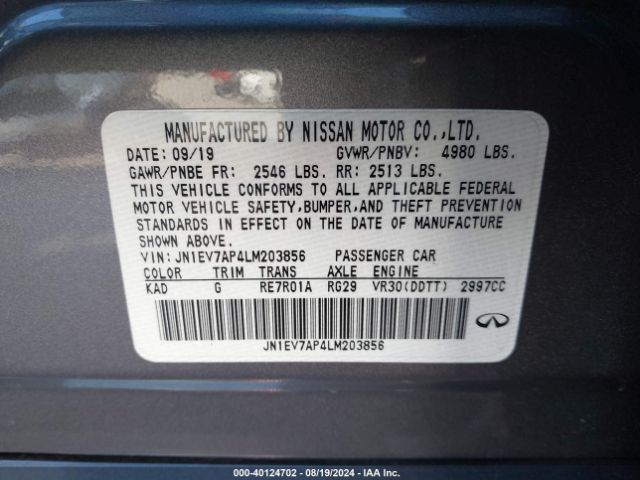 MANUFACTURED BY NISSAN MOTOR CO.,LTD.
DATE: 09/19 GVWR/PNBV: 4980 LBS.
GAWR/PNBE FR: 2546 LBS. RR: 2513 LBS.
THIS VEHICLE CONFORMS TO ALL APPLICABLE FEDERAL
MOTOR VEHICLE SAFETY,BUMPER,AND THEFT PREVENTION
STANDARDS IN EFFECT ON THE DATE OF MANUFACTURE
SHOWN ABOVE.
VIN: JN1EV7AP4LM203856 PASSENGER CAR
COLOR TRIM TRANS AXLE ENGINE
KAD G RE7R01A RG29 VR30(DDTT) 2997CC
JN1EV7AP4LM203856
000-40124702 - 08/19/2024 - IAA Inc.